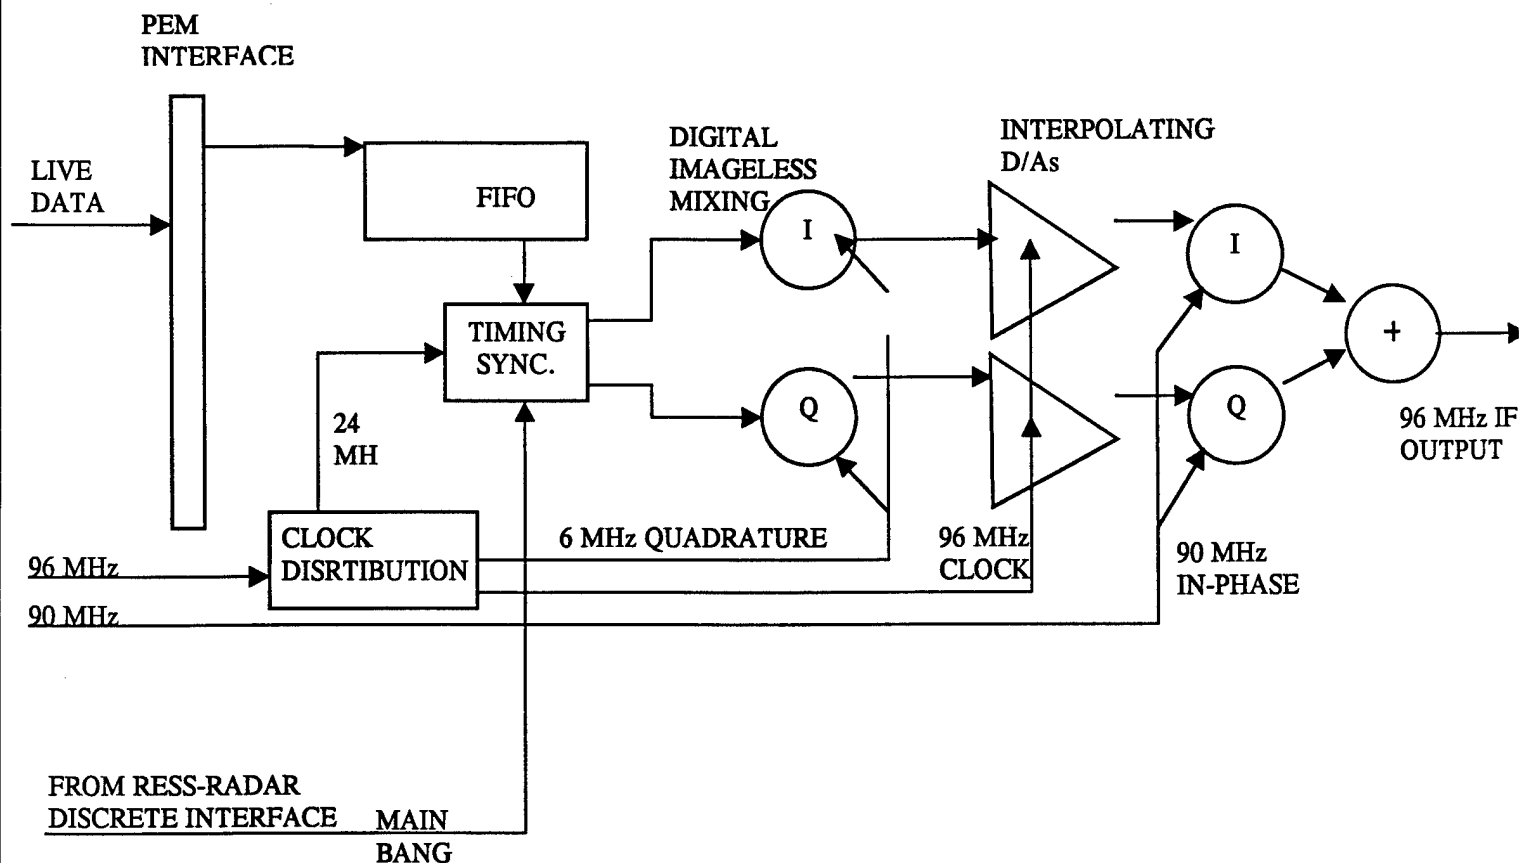 PEM
INTERFACE
LIVE
DATA
FIFO
DIGITAL
IMAGELESS
MIXING
INTERPOLATING
D/As
I
I
TIMING
SYNC.
+
Q
Q
24
MH
96 MHz IF
OUTPUT
CLOCK
DISRTIBUTION
6 MHz QUADRATURE
96 MHz
CLOCK
90 MHz
IN-PHASE
96 MHz
90 MHz
FROM RESS-RADAR
DISCRETE INTERFACE
MAIN
BANG